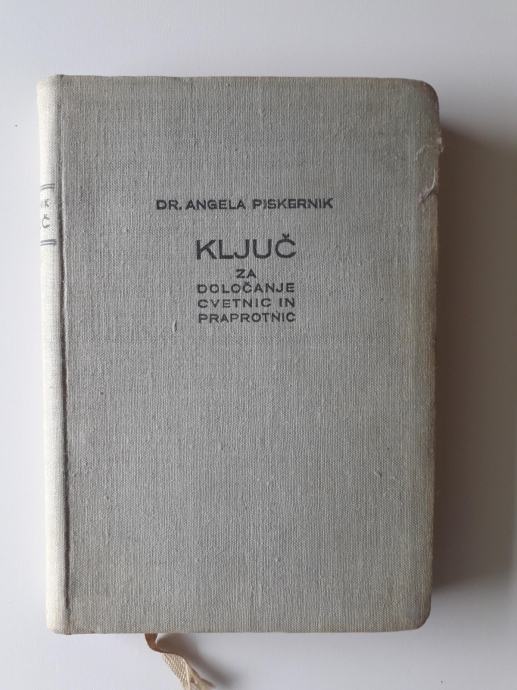 DR. ANGELA PISKERNIK
KLJUČ
ZA
DOLOČANJE
CVETNIC IN
PRAPROTNIC